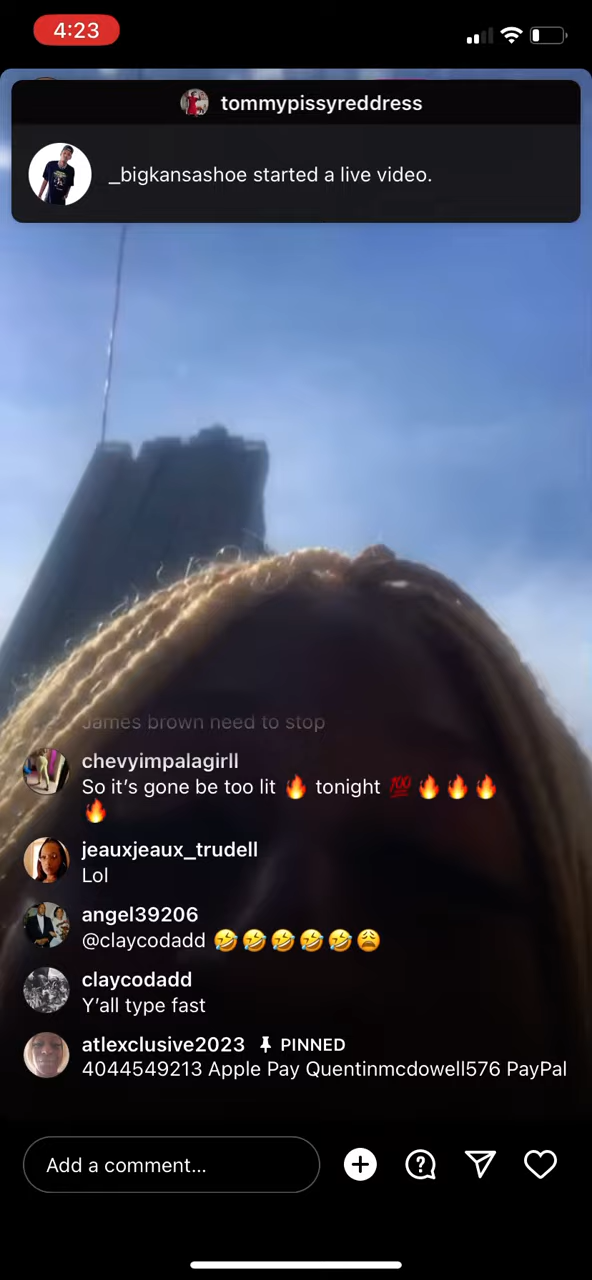 4:23
tommypissyreddress
_bigkansashoe started a live video.
James brown need to stop
chevyimpalagirll
So it's gone be too lit 🔥 tonight 💯🔥🔥🔥
🔥
jeauxjeaux_trudell
Lol
angel39206
@claycodadd 🤣🤣🤣🤣🤣😩
claycodadd
Y'all type fast
atlexclusive2023 PINNED
4044549213 Apple Pay Quentinmcdowell576 PayPal
Add a comment...